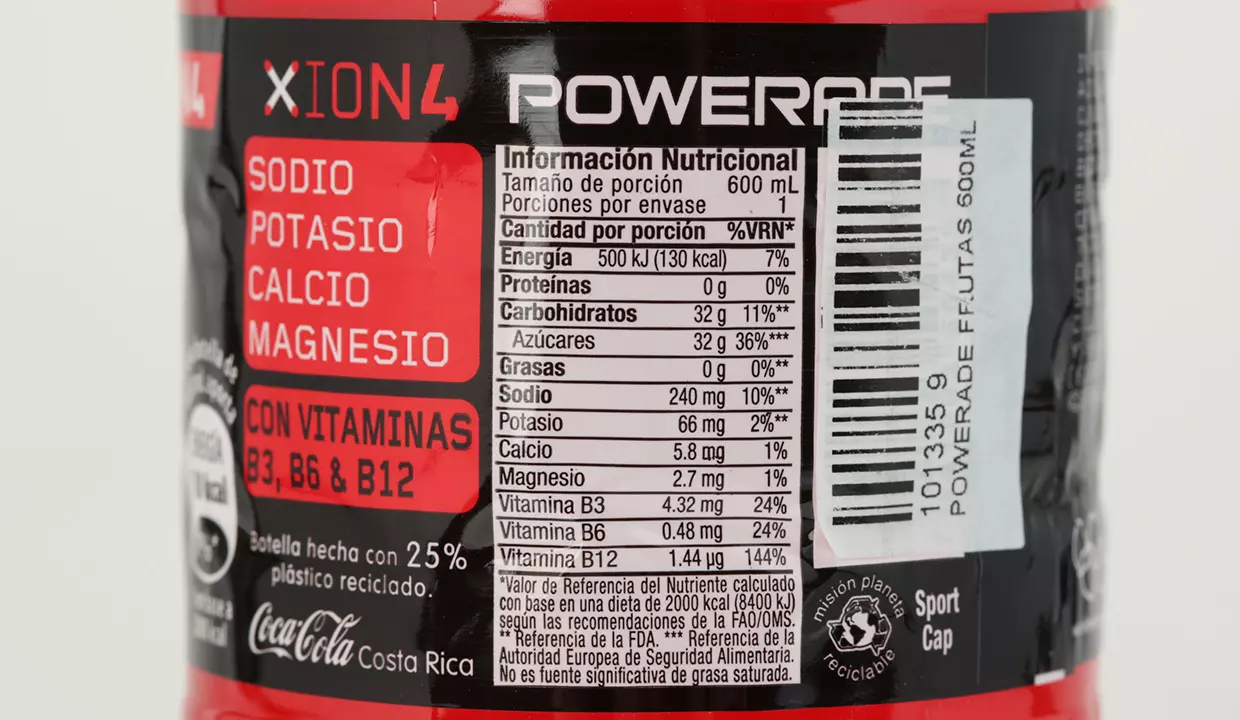 XION4
POWERADE
SODIO
POTASIO
CALCIO
MAGNESIO
CON VITAMINAS
B3, B6 & B12
Botella hecha con 25%
plástico reciclado.
Coca-Cola Costa Rica
Información Nutricional
Tamaño de porción 600 mL
Porciones por envase 1
Cantidad por porción %VRN*
Energía 500 kJ (130 kcal) 7%
Proteínas 0 g 0%
Carbohidratos 32 g 11%**
Azúcares 32 g 36%***
Grasas 0 g 0%**
Sodio 240 mg 10%**
Potasio 66 mg 2%**
Calcio 5.8 mg 1%
Magnesio 2.7 mg 1%
Vitamina B3 4.32 mg 24%
Vitamina B6 0.48 mg 24%
Vitamina B12 1.44 µg 144%
*Valor de Referencia del Nutriente calculado
con base en una dieta de 2000 kcal (8400 kJ)
según las recomendaciones de la FAO/OMS.
** Referencia de la FDA. *** Referencia de la
Autoridad Europea de Seguridad Alimentaria.
No es fuente significativa de grasa saturada.
101335 9
POWERADE FRUTAS 600ML
misión planeta
reciclable
Sport
Cap